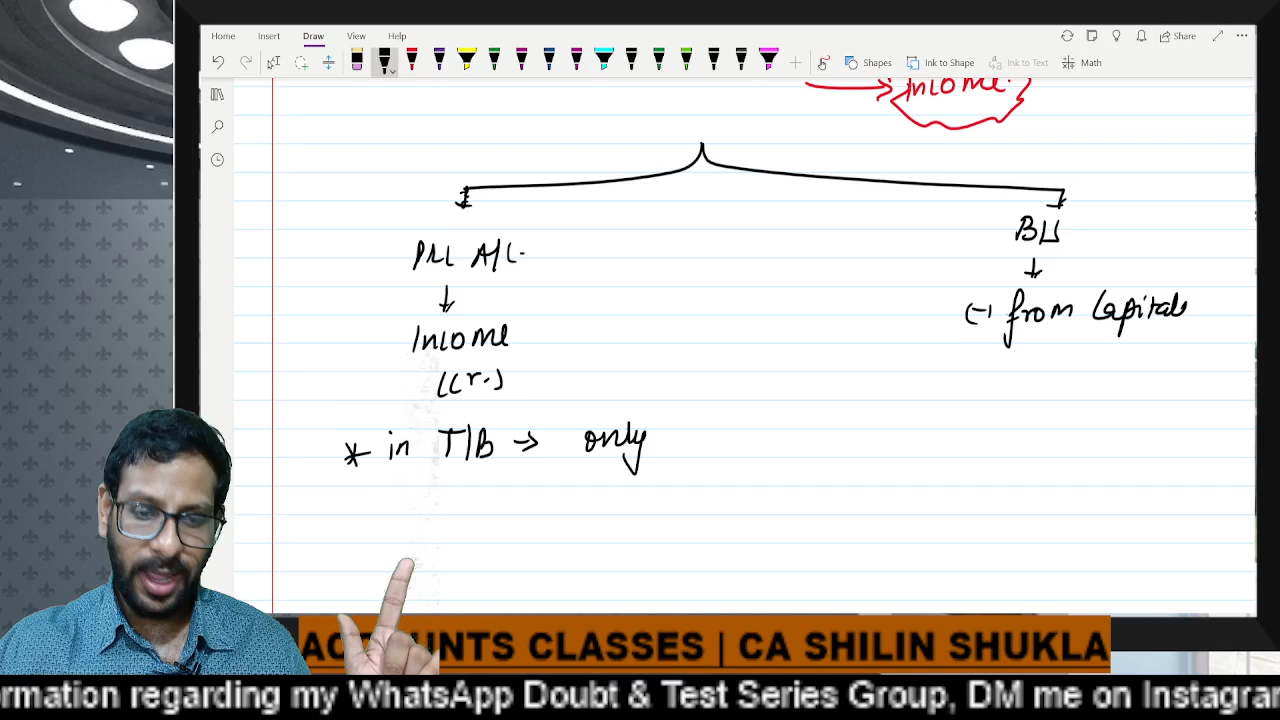 Home Insert Draw View Help
Share
Shapes Ink to Shape Ink to Text Math
Income.
P&L A/c.
B/S
(-) from Capital
Income
(Cr.)
* in T/B → only
ACCOUNTS CLASSES | CA SHILIN SHUKLA
ormation regarding my WhatsApp Doubt & Test Series Group, DM me on Instagra